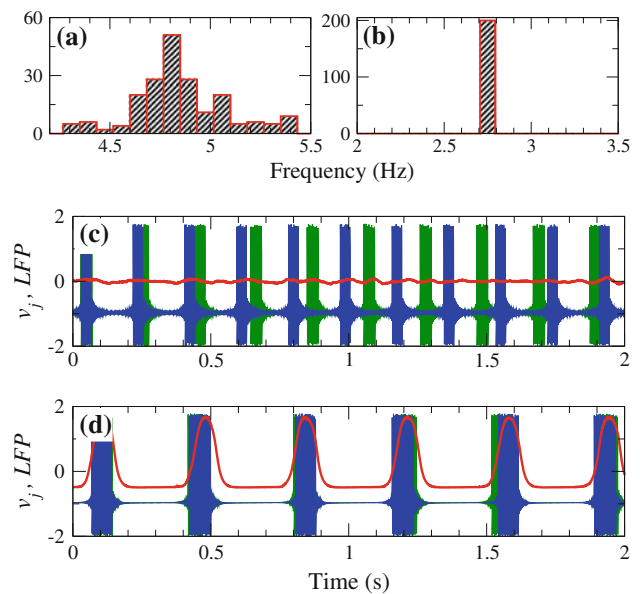 60 (a) 200 (b)
30 100
0 0
4.5 5 5.5 2 2.5 3 3.5
Frequency (Hz)
2 (c)
v_j, LFP
0
-2
0 0.5 1 1.5 2
2 (d)
v_j, LFP
0
-2
0 0.5 1 1.5 2
Time (s)